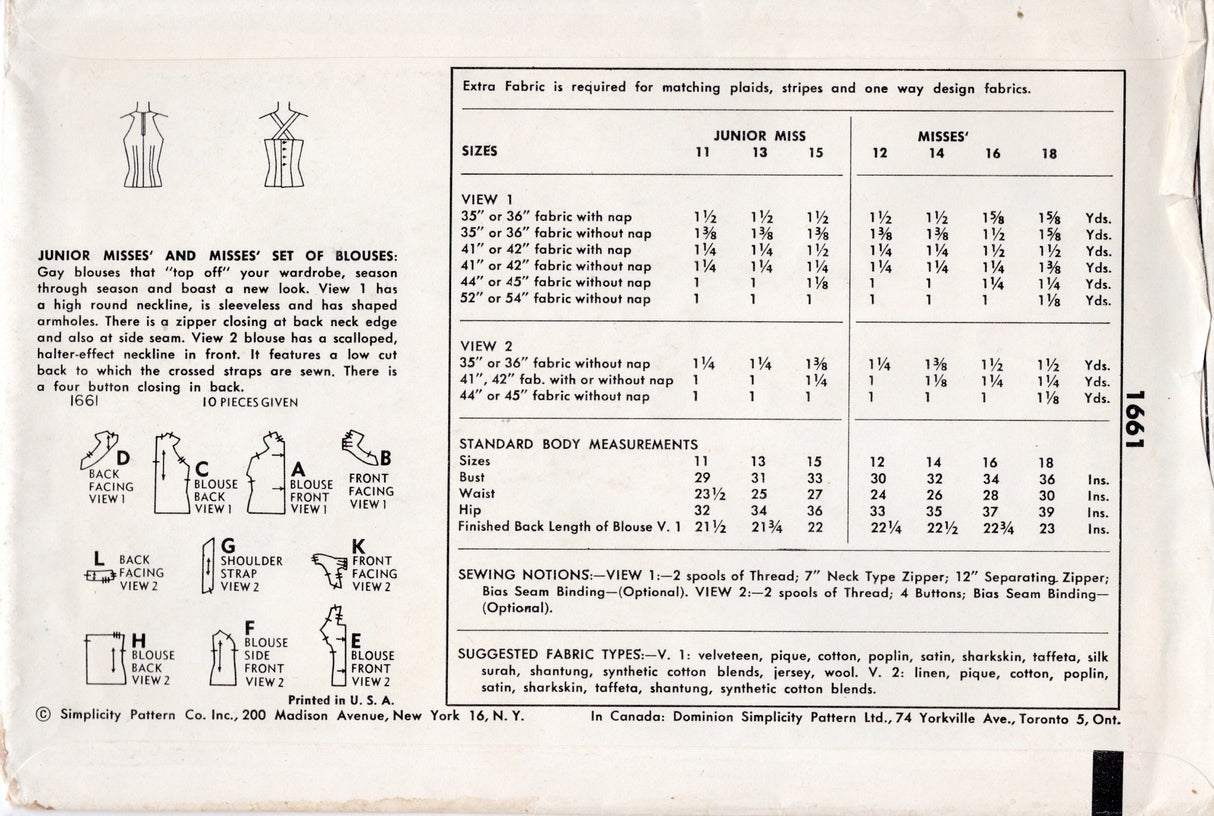 JUNIOR MISSES' AND MISSES' SET OF BLOUSES:
Gay blouses that "top off" your wardrobe, season
through season and boast a new look. View 1 has
a high round neckline, is sleeveless and has shaped
armholes. There is a zipper closing at back neck edge
and also at side seam. View 2 blouse has a scalloped,
halter-effect neckline in front. It features a low cut
back to which the crossed straps are sewn. There is
a four button closing in back.
1661 10 PIECES GIVEN
D
BACK
FACING
VIEW 1
C
BLOUSE
BACK
VIEW 1
A
BLOUSE
FRONT
VIEW 1
B
FRONT
FACING
VIEW 1
L BACK
FACING
VIEW 2
G
SHOULDER
STRAP
VIEW 2
K
FRONT
FACING
VIEW 2
H
BLOUSE
BACK
VIEW 2
F
BLOUSE
SIDE
FRONT
VIEW 2
E
BLOUSE
FRONT
VIEW 2
Printed in U. S. A.
Extra Fabric is required for matching plaids, stripes and one way design fabrics.
JUNIOR MISS MISSES'
SIZES 11 13 15 12 14 16 18
VIEW 1
35" or 36" fabric with nap 1½ 1½ 1½ 1½ 1½ 1⅝ 1⅝ Yds.
35" or 36" fabric without nap 1⅜ 1⅜ 1⅜ 1⅜ 1⅜ 1½ 1⅝ Yds.
41" or 42" fabric with nap 1¼ 1¼ 1½ 1¼ 1¼ 1½ 1½ Yds.
41" or 42" fabric without nap 1¼ 1¼ 1¼ 1¼ 1¼ 1¼ 1⅜ Yds.
44" or 45" fabric without nap 1 1 1⅛ 1 1 1¼ 1¼ Yds.
52" or 54" fabric without nap 1 1 1 1 1 1 1⅛ Yds.
VIEW 2
35" or 36" fabric without nap 1¼ 1¼ 1⅜ 1¼ 1⅜ 1½ 1½ Yds.
41", 42" fab. with or without nap 1 1 1¼ 1 1⅛ 1¼ 1¼ Yds.
44" or 45" fabric without nap 1 1 1 1 1 1 1⅛ Yds.
STANDARD BODY MEASUREMENTS
Sizes 11 13 15 12 14 16 18
Bust 29 31 33 30 32 34 36 Ins.
Waist 23½ 25 27 24 26 28 30 Ins.
Hip 32 34 36 33 35 37 39 Ins.
Finished Back Length of Blouse V. 1 21½ 21¾ 22 22¼ 22½ 22¾ 23 Ins.
SEWING NOTIONS:—VIEW 1:—2 spools of Thread; 7" Neck Type Zipper; 12" Separating Zipper;
Bias Seam Binding—(Optional). VIEW 2:—2 spools of Thread; 4 Buttons; Bias Seam Binding—
(Optional).
SUGGESTED FABRIC TYPES:—V. 1: velveteen, pique, cotton, poplin, satin, sharkskin, taffeta, silk
surah, shantung, synthetic cotton blends, jersey, wool. V. 2: linen, pique, cotton, poplin,
satin, sharkskin, taffeta, shantung, synthetic cotton blends.
1661
© Simplicity Pattern Co. Inc., 200 Madison Avenue, New York 16, N. Y. In Canada: Dominion Simplicity Pattern Ltd., 74 Yorkville Ave., Toronto 5, Ont.